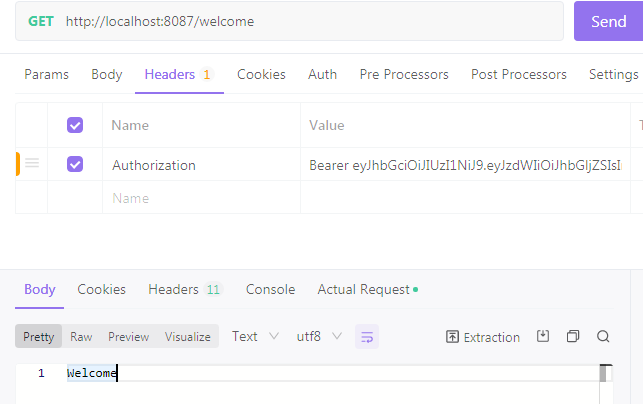 GET http://localhost:8087/welcome Send
Params Body Headers 1 Cookies Auth Pre Processors Post Processors Settings
Name Value
Authorization Bearer eyJhbGciOiJIUzI1NiJ9.eyJzdWIiOiJhbGljZSIsI
Name
Body Cookies Headers 11 Console Actual Request
Pretty Raw Preview Visualize Text utf8 Extraction
1 Welcome